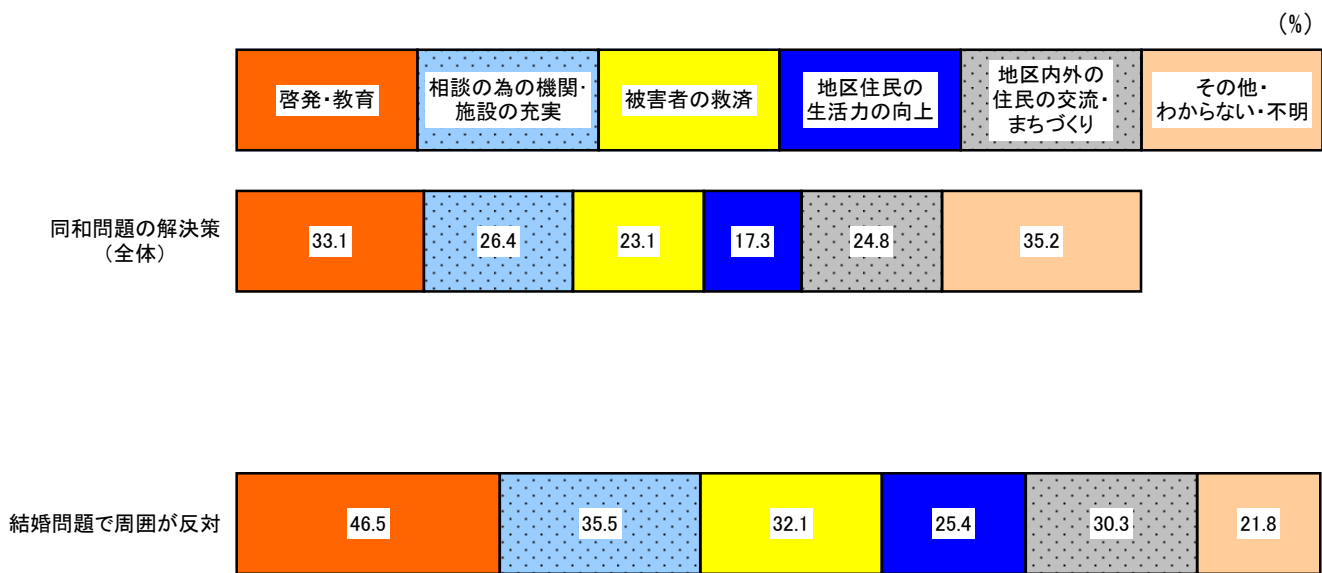 (%)
啓発・教育
相談の為の機関・
施設の充実
被害者の救済
地区住民の
生活力の向上
地区内外の
住民の交流・
まちづくり
その他・
わからない・不明
同和問題の解決策
(全体)
33.1
26.4
23.1
17.3
24.8
35.2
結婚問題で周囲が反対
46.5
35.5
32.1
25.4
30.3
21.8